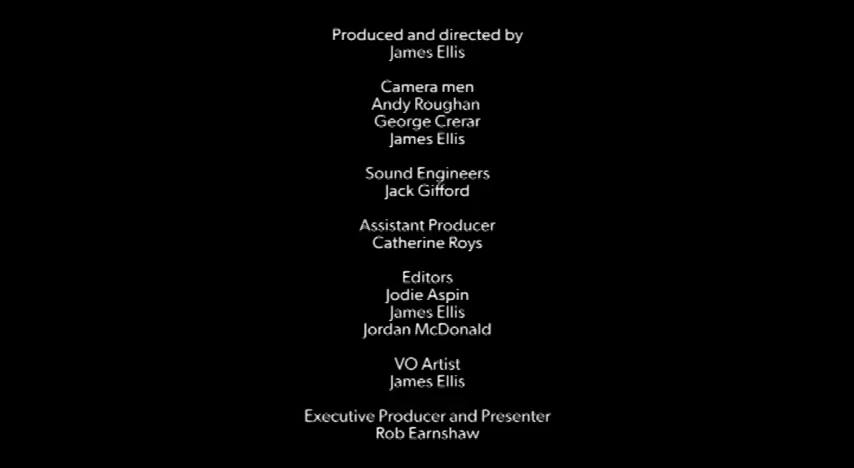 Produced and directed by
James Ellis
Camera men
Andy Roughan
George Crerar
James Ellis
Sound Engineers
Jack Gifford
Assistant Producer
Catherine Roys
Editors
Jodie Aspin
James Ellis
Jordan McDonald
VO Artist
James Ellis
Executive Producer and Presenter
Rob Earnshaw